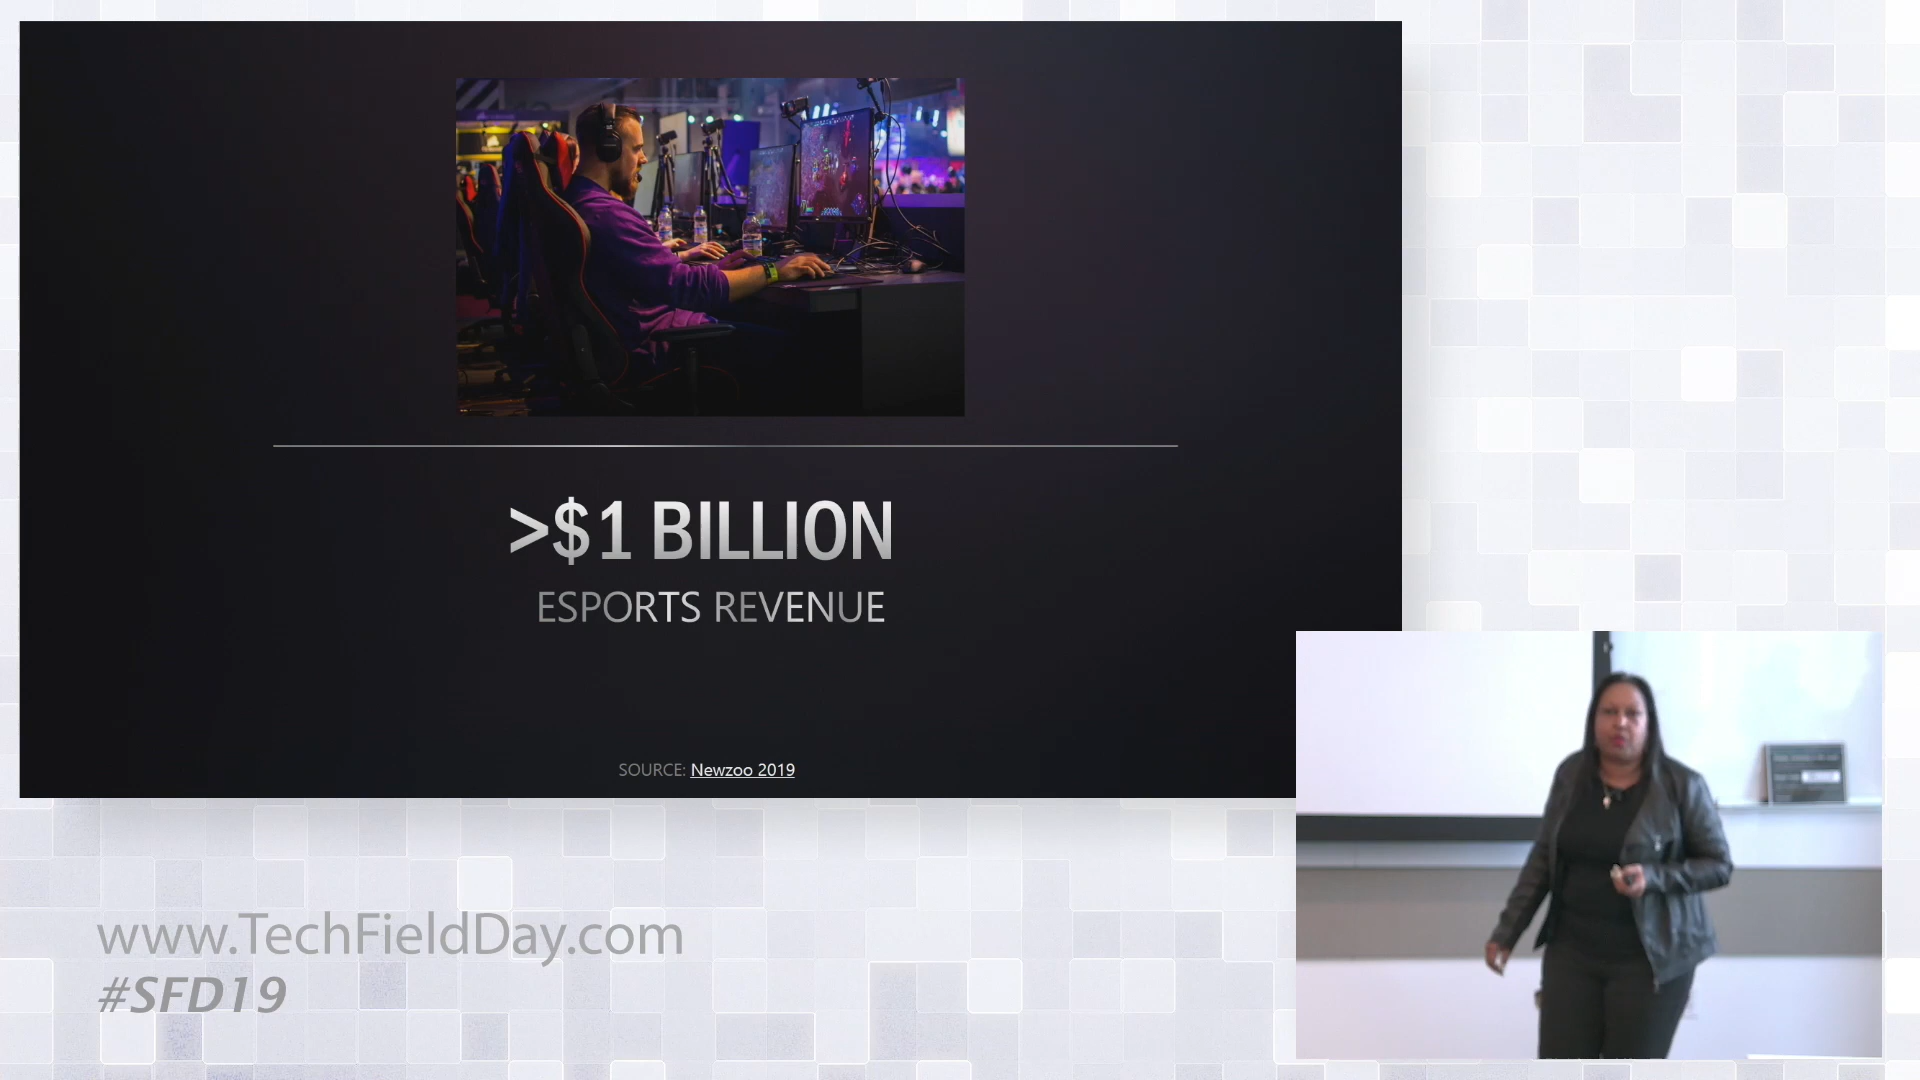 >$1 BILLION
ESPORTS REVENUE
SOURCE: Newzoo 2019
www.TechFieldDay.com
#SFD19